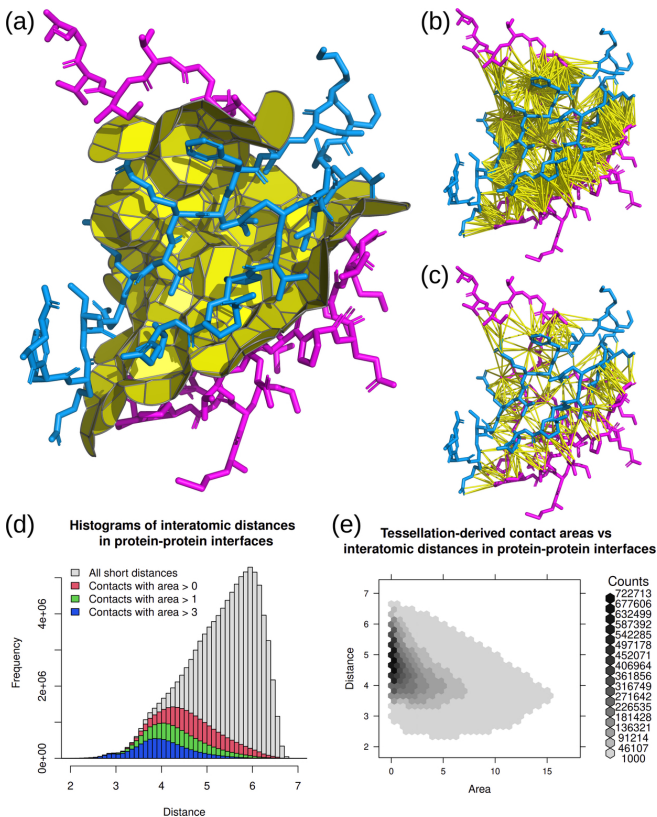 (a)
(b)
(c)
(d)
Histograms of interatomic distances
in protein-protein interfaces
All short distances
Contacts with area > 0
Contacts with area > 1
Contacts with area > 3
Frequency
0e+00
2e+06
4e+06
2
3
4
5
6
7
Distance
(e)
Tessellation-derived contact areas vs
interatomic distances in protein-protein interfaces
Distance
7
6
5
4
3
2
0
5
10
15
Area
Counts
722713
677606
632499
587392
542285
497178
452071
406964
361856
316749
271642
226535
181428
136321
91214
46107
1000